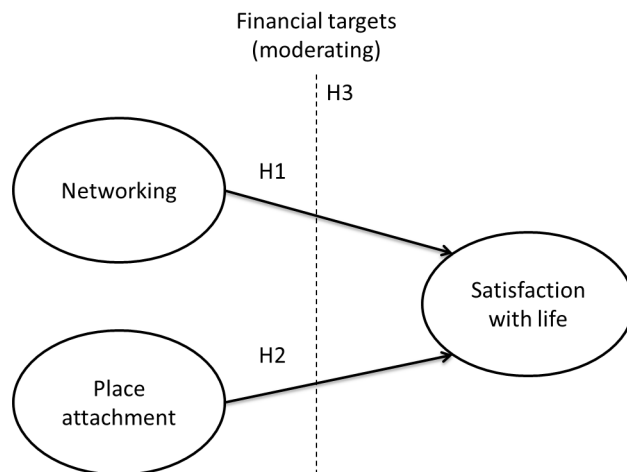 Financial targets
(moderating)
H3
H1
Networking
Satisfaction
with life
H2
Place
attachment